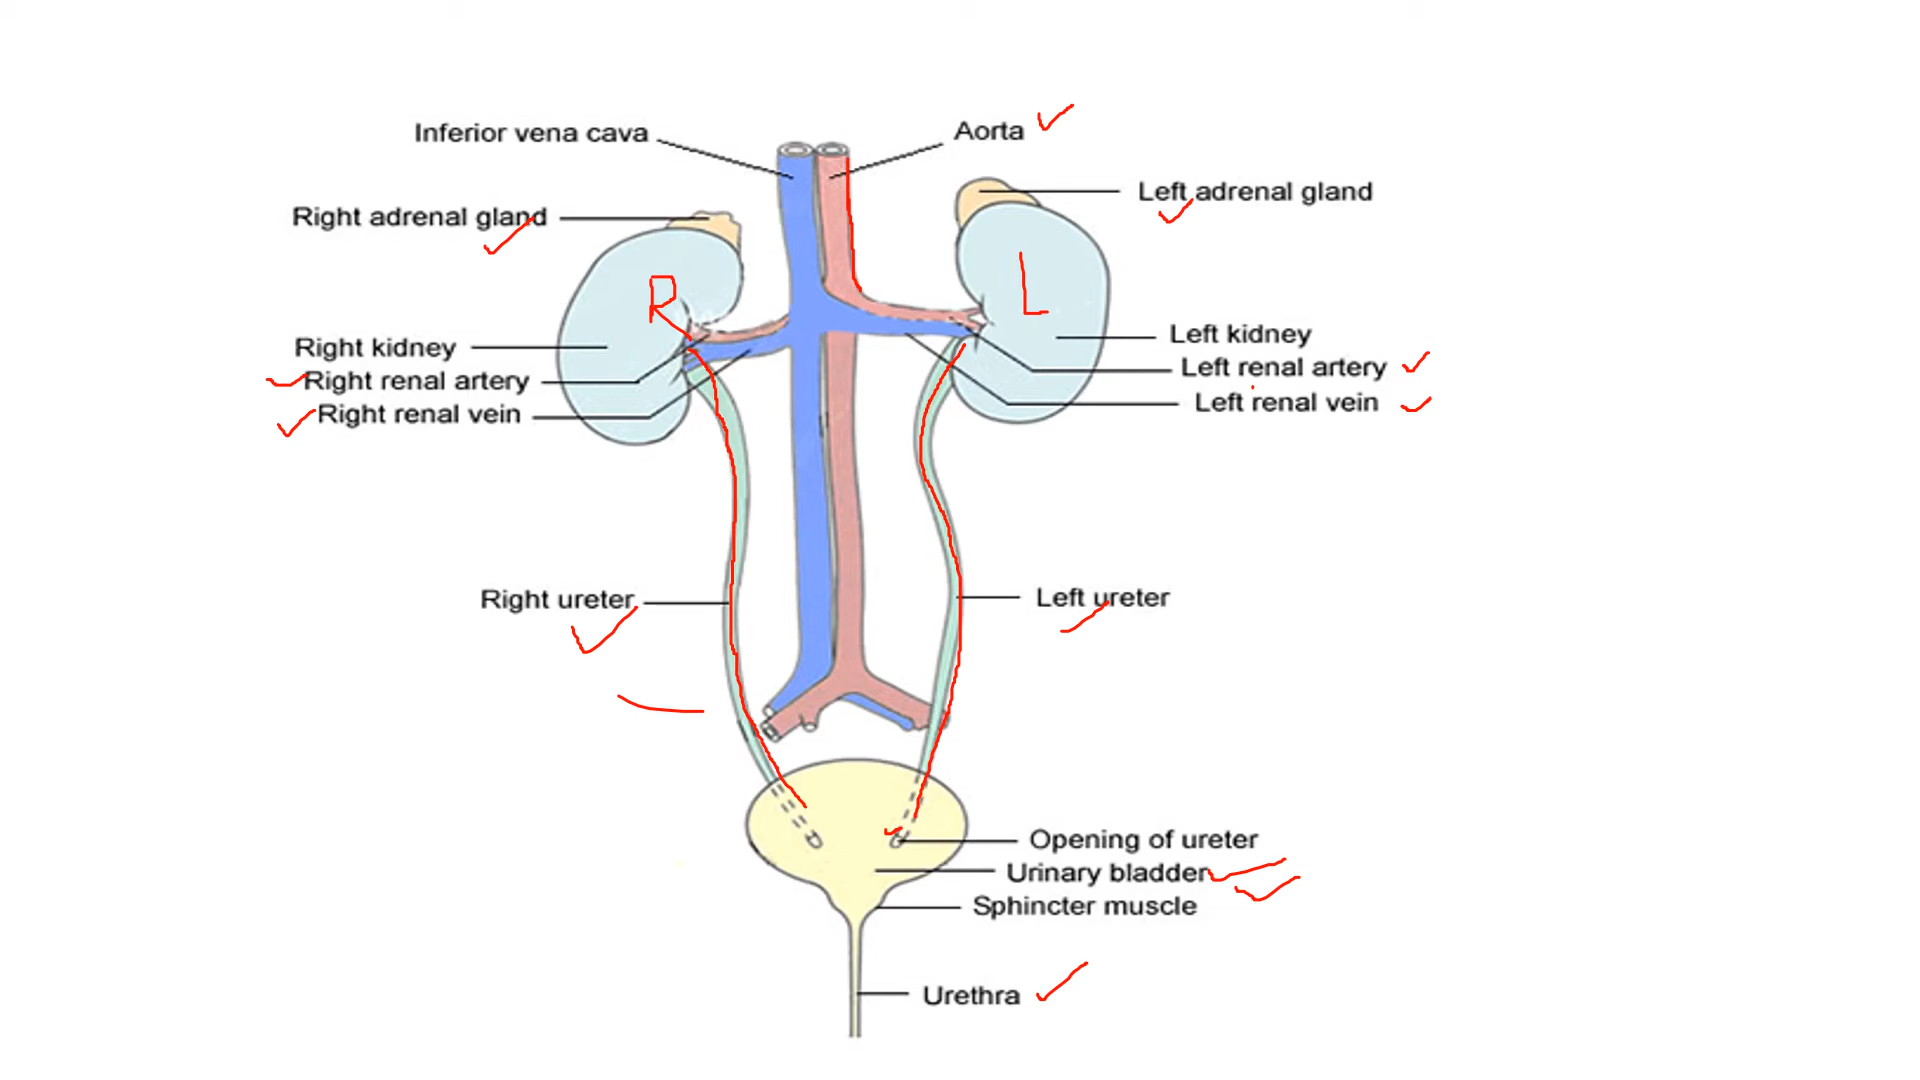 Inferior vena cava
Aorta
Left adrenal gland
Right adrenal gland
R
L
Left kidney
Right kidney
Left renal artery
Right renal artery
Left renal vein
Right renal vein
Right ureter
Left ureter
Opening of ureter
Urinary bladder
Sphincter muscle
Urethra